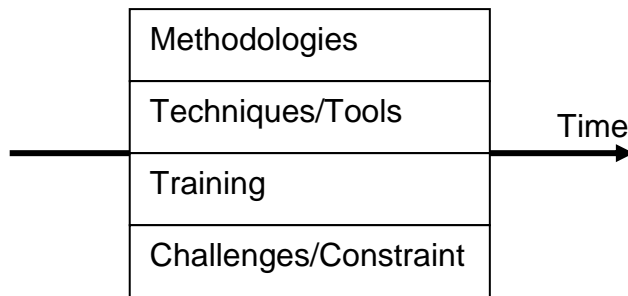 Methodologies
Techniques/Tools
Time
Training
Challenges/Constraint